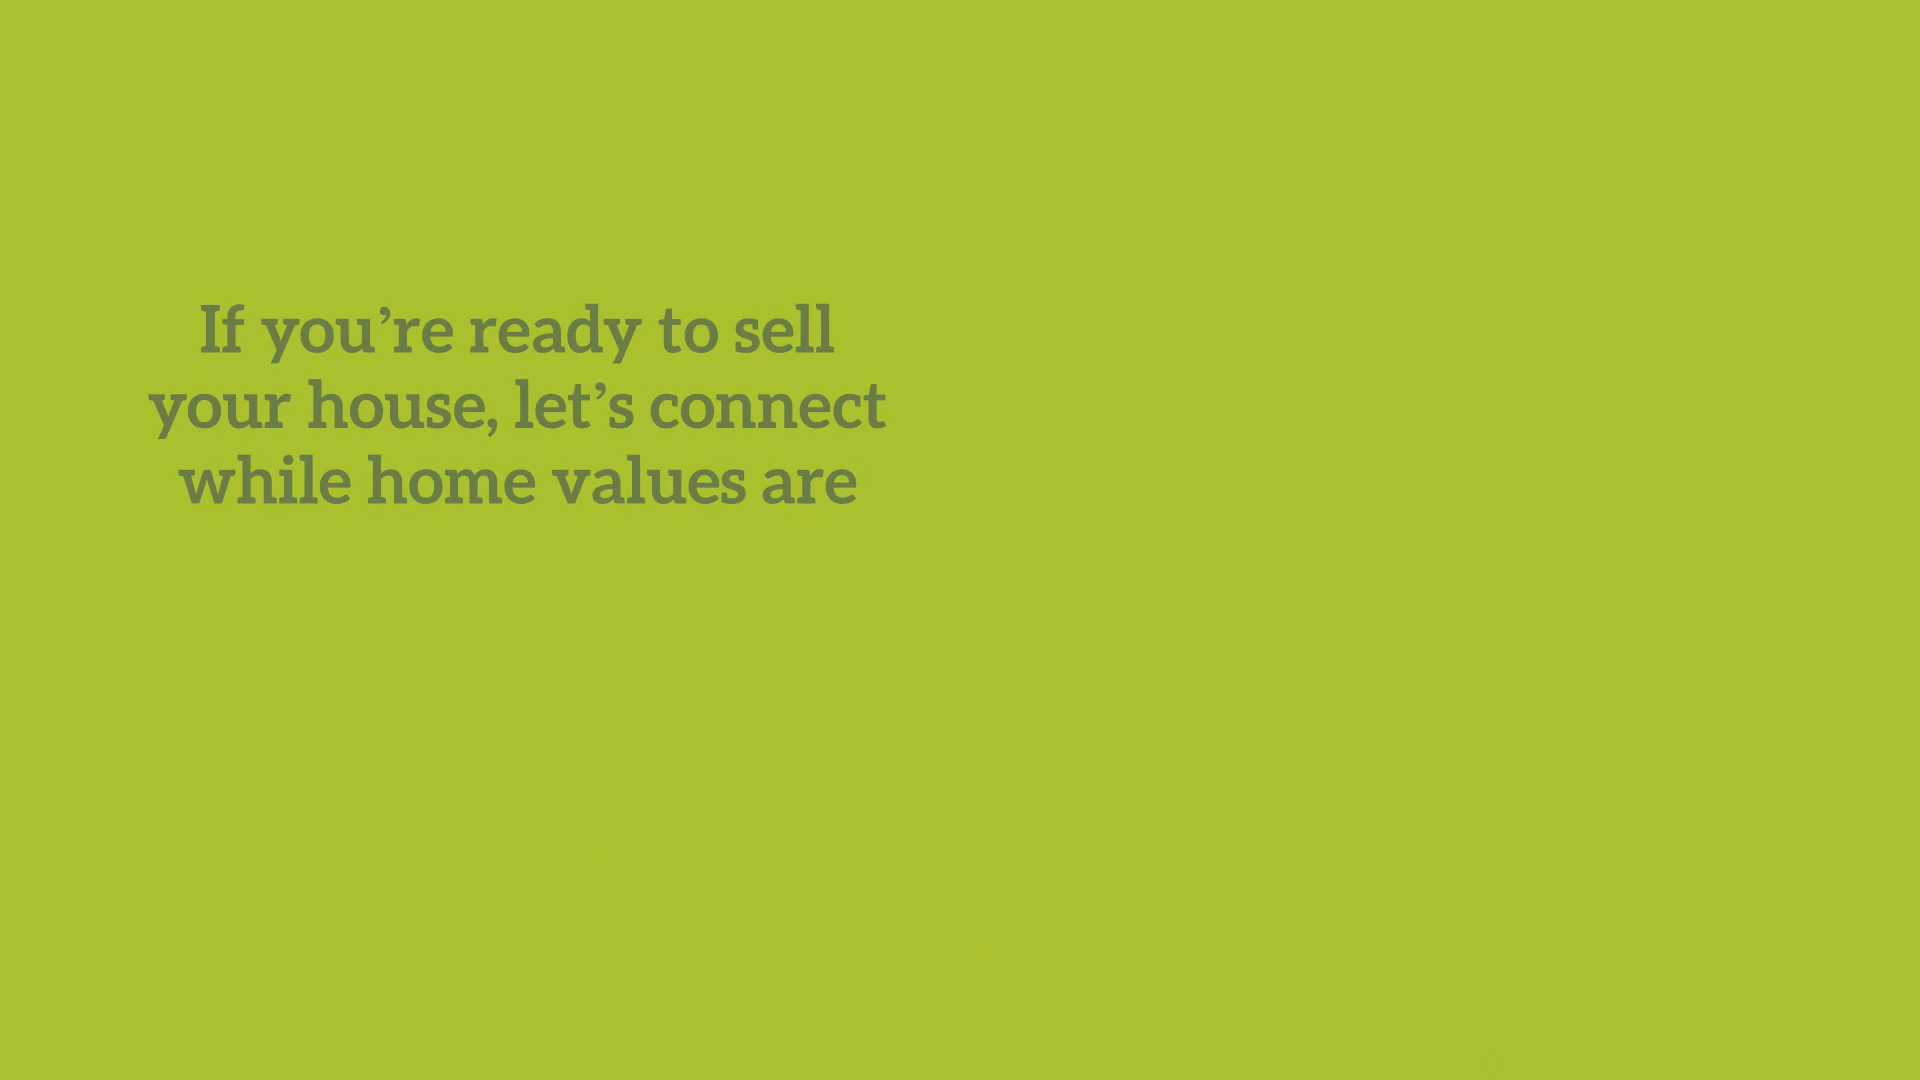 If you’re ready to sell
your house, let’s connect
while home values are